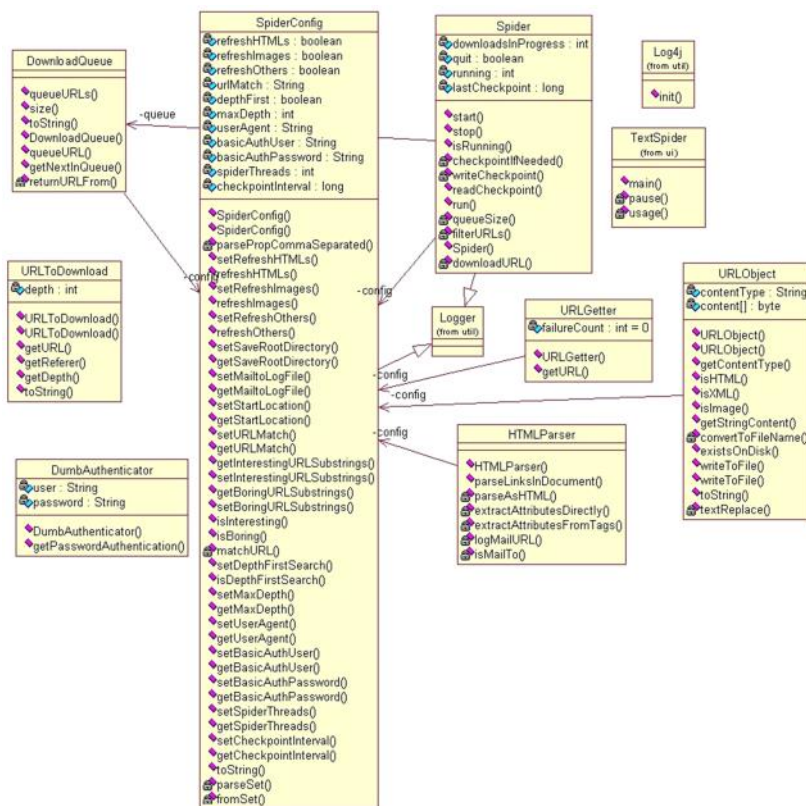 SpiderConfig
refreshHTMLs : boolean
refreshImages : boolean
refreshOthers : boolean
urlMatch : String
depthFirst : boolean
maxDepth : int
userAgent : String
basicAuthUser : String
basicAuthPassword : String
spiderThreads : int
checkpointInterval : long
SpiderConfig()
SpiderConfig()
parsePropCommaSeparated()
setRefreshHTMLs()
refreshHTMLs()
setRefreshImages()
refreshImages()
setRefreshOthers()
refreshOthers()
setSaveRootDirectory()
getSaveRootDirectory()
setMailtoLogFile()
getMailtoLogFile()
setStartLocation()
getStartLocation()
setURLMatch()
getURLMatch()
getInterestingURLSubstrings()
setInterestingURLSubstrings()
getBoringURLSubstrings()
setBoringURLSubstrings()
isInteresting()
isBoring()
matchURL()
setDepthFirstSearch()
isDepthFirstSearch()
setMaxDepth()
getMaxDepth()
setUserAgent()
getUserAgent()
setBasicAuthUser()
getBasicAuthUser()
setBasicAuthPassword()
getBasicAuthPassword()
setSpiderThreads()
getSpiderThreads()
setCheckpointInterval()
getCheckpointInterval()
toString()
parseSet()
fromSet()
Spider
downloadsInProgress : int
quit : boolean
running : int
lastCheckpoint : long
start()
stop()
isRunning()
checkpointIfNeeded()
writeCheckpoint()
readCheckpoint()
run()
queueSize()
filterURLs()
Spider()
downloadURL()
Log4j
(from util)
init()
DownloadQueue
queueURLs()
size()
toString()
DownloadQueue()
queueURL()
getNextInQueue()
returnURLFrom()
-queue
TextSpider
(from ui)
main()
pause()
usage()
URLToDownload
depth : int
URLToDownload()
URLToDownload()
getURL()
getReferer()
getDepth()
toString()
-config
-config
Logger
(from util)
URLGetter
failureCount : int = 0
URLGetter()
getURL()
URLObject
contentType : String
content[] : byte
URLObject()
URLObject()
getContentType()
isHTML()
isXML()
isImage()
getStringContent()
convertToFileName()
existsOnDisk()
writeToFile()
writeToFile()
toString()
textReplace()
-config
-config
-config
HTMLParser
HTMLParser()
parseLinksInDocument()
parseAsHTML()
extractAttributesDirectly()
extractAttributesFromTags()
logMailURL()
isMailTo()
DumbAuthenticator
user : String
password : String
DumbAuthenticator()
getPasswordAuthentication()